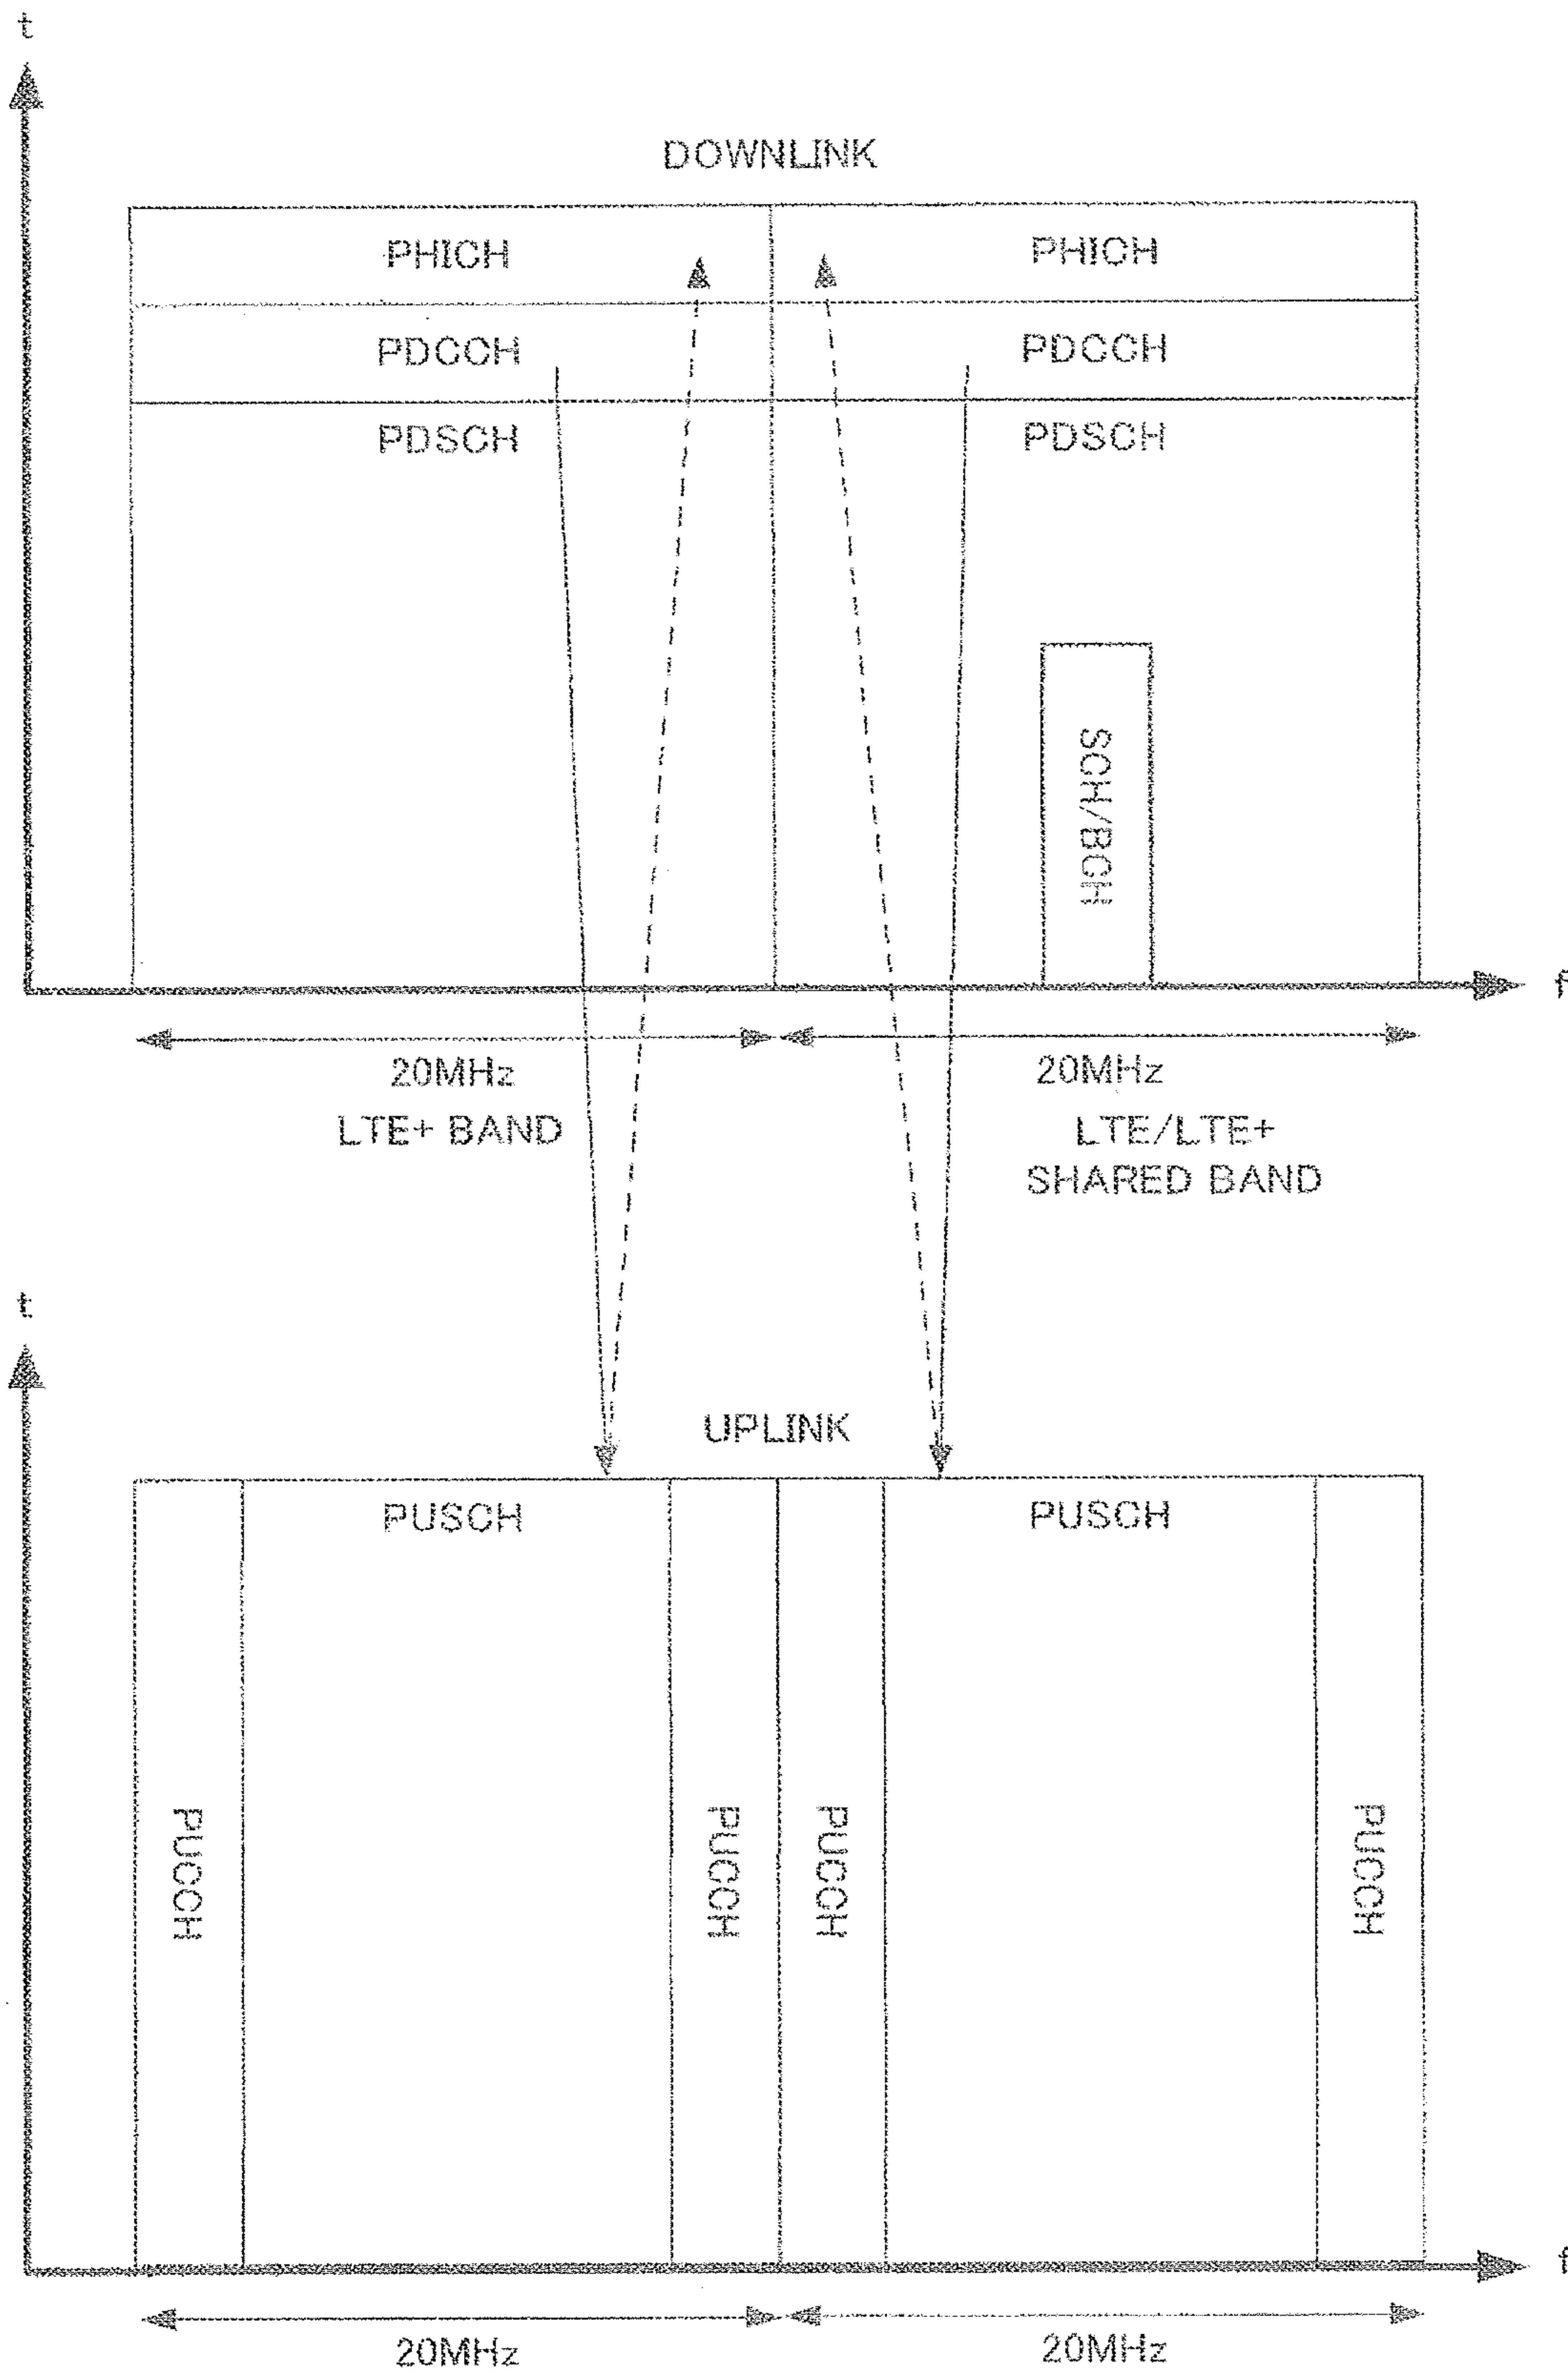 t
DOWNLINK
PHICH
PHICH
PDCCH
PDCCH
PDSCH
PDSCH
SCH/BCH
f
20MHz
20MHz
LTE+ BAND
LTE/LTE+
SHARED BAND
t
UPLINK
PUSCH
PUSCH
PUCCH
PUCCH
PUCCH
PUCCH
f
20MHz
20MHz